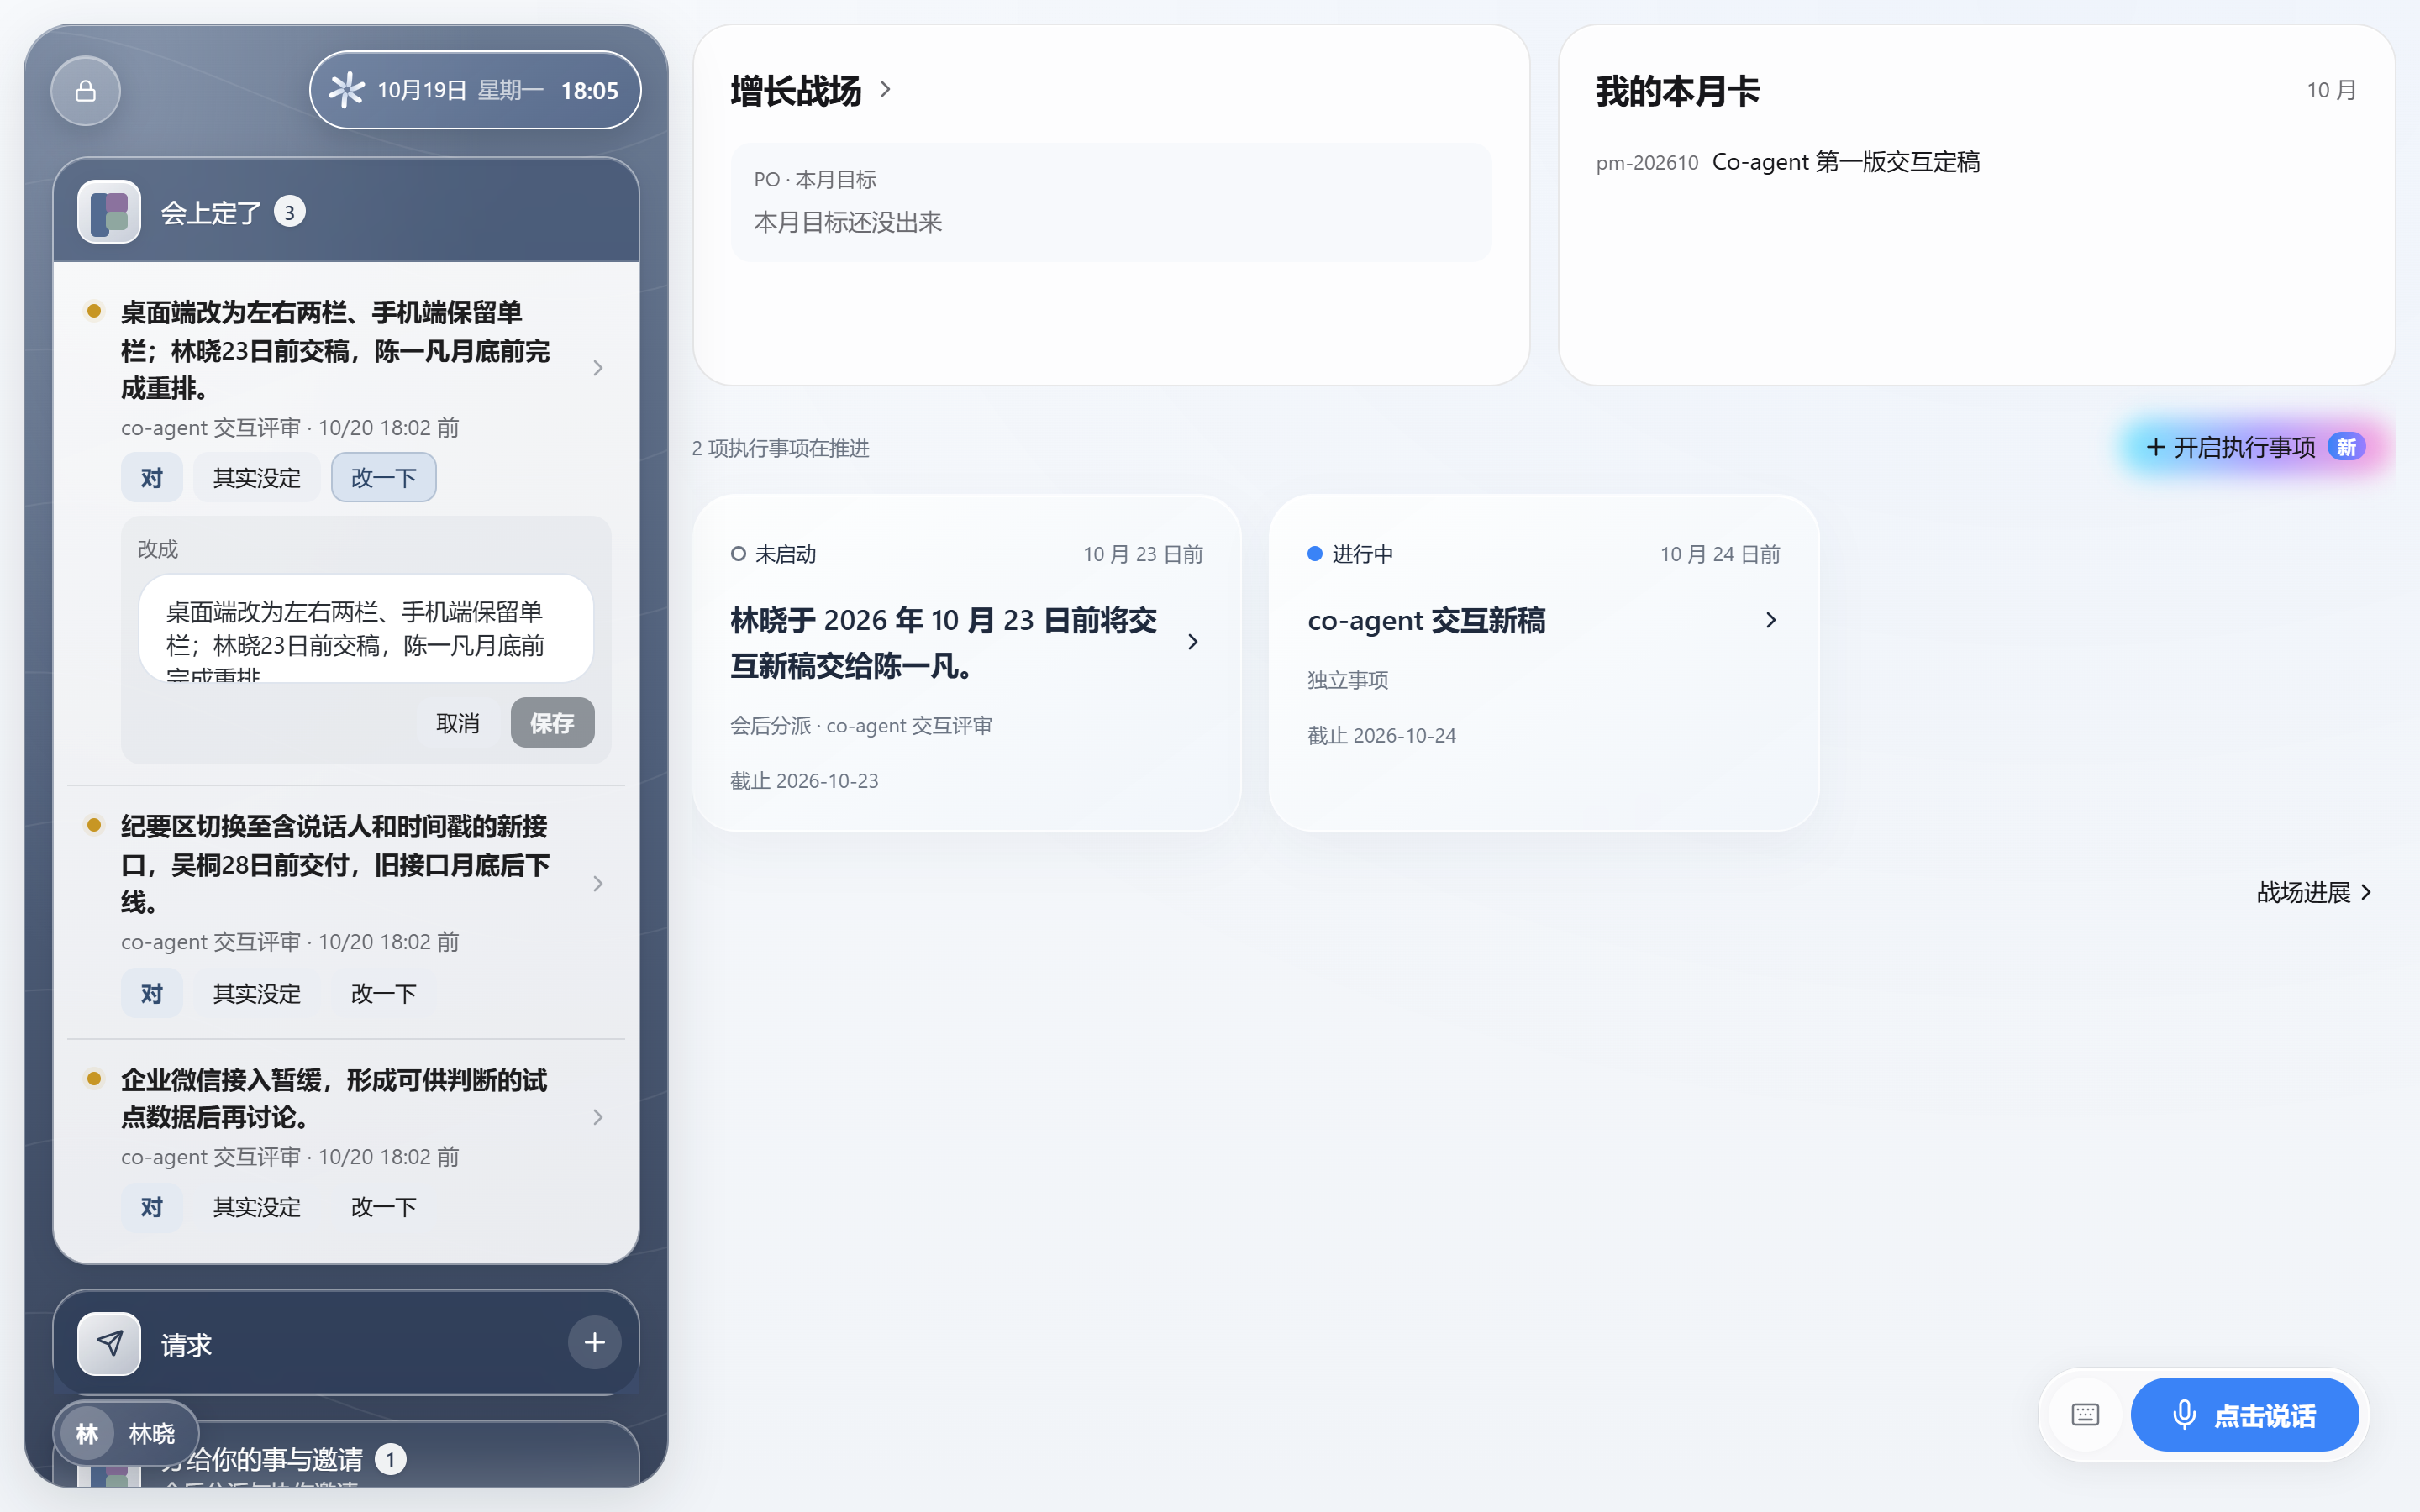 10月19日 星期一 18:05
会上定了 3
桌面端改为左右两栏、手机端保留单
栏；林晓23日前交稿，陈一凡月底前完
成重排。
co-agent 交互评审 · 10/20 18:02 前
对 其实没定 改一下
改成
桌面端改为左右两栏、手机端保留单
栏；林晓23日前交稿，陈一凡月底前
完成重排
取消 保存
纪要区切换至含说话人和时间戳的新接
口，吴桐28日前交付，旧接口月底后下
线。
co-agent 交互评审 · 10/20 18:02 前
对 其实没定 改一下
企业微信接入暂缓，形成可供判断的试
点数据后再讨论。
co-agent 交互评审 · 10/20 18:02 前
对 其实没定 改一下
请求
林 林晓
给你的事与邀请 1
增长战场
PO · 本月目标
本月目标还没出来
我的本月卡 10 月
pm-202610 Co-agent 第一版交互定稿
2 项执行事项在推进
开启执行事项 新
未启动 10 月 23 日前
林晓于 2026 年 10 月 23 日前将交
互新稿交给陈一凡。
会后分派 · co-agent 交互评审
截止 2026-10-23
进行中 10 月 24 日前
co-agent 交互新稿
独立事项
截止 2026-10-24
战场进展
点击说话